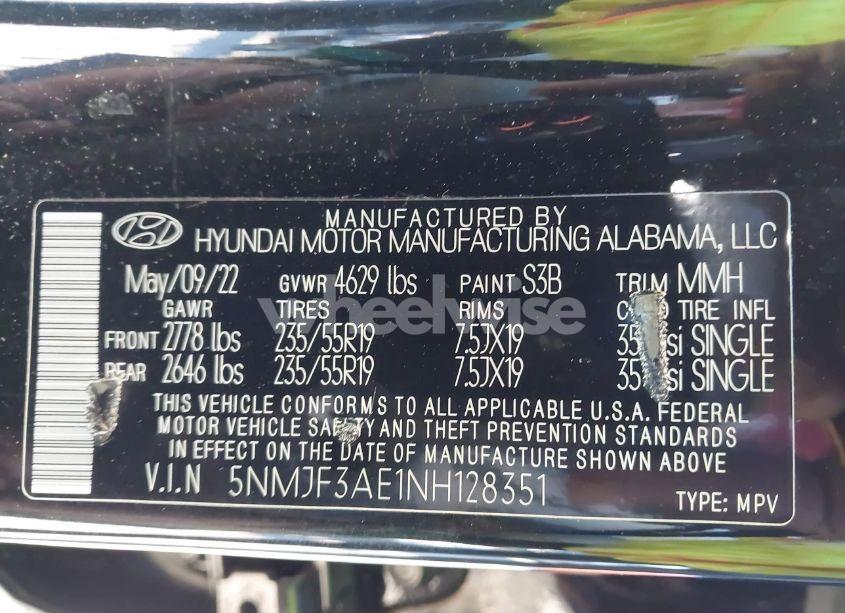 MANUFACTURED BY
HYUNDAI MOTOR MANUFACTURING ALABAMA, LLC
May/09/22 GVWR 4629 lbs PAINT S3B TRIM MMH
GAWR TIRES RIMS TIRE INFL
FRONT 2778 lbs 235/55R19 7.5JX19 SINGLE
REAR 2646 lbs 235/55R19 7.5JX19 SINGLE
wheelwise
THIS VEHICLE CONFORMS TO ALL APPLICABLE U.S.A. FEDERAL
MOTOR VEHICLE SAFETY AND THEFT PREVENTION STANDARDS
IN EFFECT ON THE DATE OF MANUFACTURE SHOWN ABOVE
V.I.N 5NMJF3AE1NH128351 TYPE: MPV